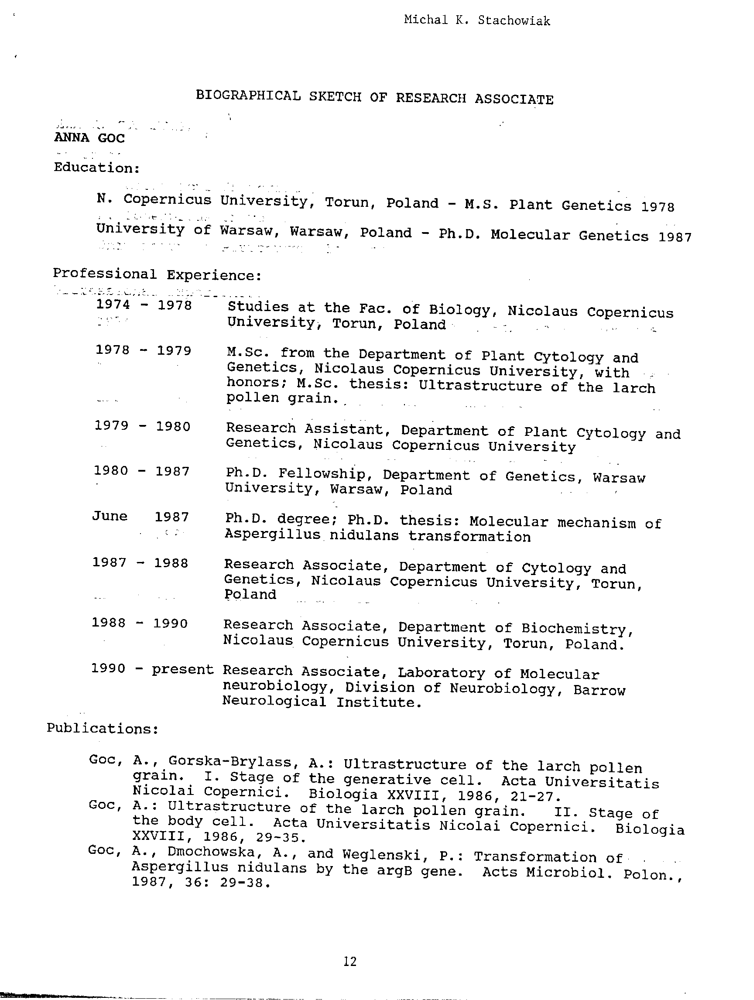 Michal K. Stachowiak
BIOGRAPHICAL SKETCH OF RESEARCH ASSOCIATE
ANNA GOC
Education:
N. Copernicus University, Torun, Poland - M.S. Plant Genetics 1978
University of Warsaw, Warsaw, Poland - Ph.D. Molecular Genetics 1987
Professional Experience:
1974 - 1978 Studies at the Fac. of Biology, Nicolaus Copernicus
University, Torun, Poland
1978 - 1979 M.Sc. from the Department of Plant Cytology and
Genetics, Nicolaus Copernicus University, with
honors; M.Sc. thesis: Ultrastructure of the larch
pollen grain.
1979 - 1980 Research Assistant, Department of Plant Cytology and
Genetics, Nicolaus Copernicus University
1980 - 1987 Ph.D. Fellowship, Department of Genetics, Warsaw
University, Warsaw, Poland
June 1987 Ph.D. degree; Ph.D. thesis: Molecular mechanism of
Aspergillus nidulans transformation
1987 - 1988 Research Associate, Department of Cytology and
Genetics, Nicolaus Copernicus University, Torun,
Poland
1988 - 1990 Research Associate, Department of Biochemistry,
Nicolaus Copernicus University, Torun, Poland.
1990 - present Research Associate, Laboratory of Molecular
neurobiology, Division of Neurobiology, Barrow
Neurological Institute.
Publications:
Goc, A., Gorska-Brylass, A.: Ultrastructure of the larch pollen
grain. I. Stage of the generative cell. Acta Universitatis
Nicolai Copernici. Biologia XXVIII, 1986, 21-27.
Goc, A.: Ultrastructure of the larch pollen grain. II. Stage of
the body cell. Acta Universitatis Nicolai Copernici. Biologia
XXVIII, 1986, 29-35.
Goc, A., Dmochowska, A., and Weglenski, P.: Transformation of
Aspergillus nidulans by the argB gene. Acts Microbiol. Polon.,
1987, 36: 29-38.
12